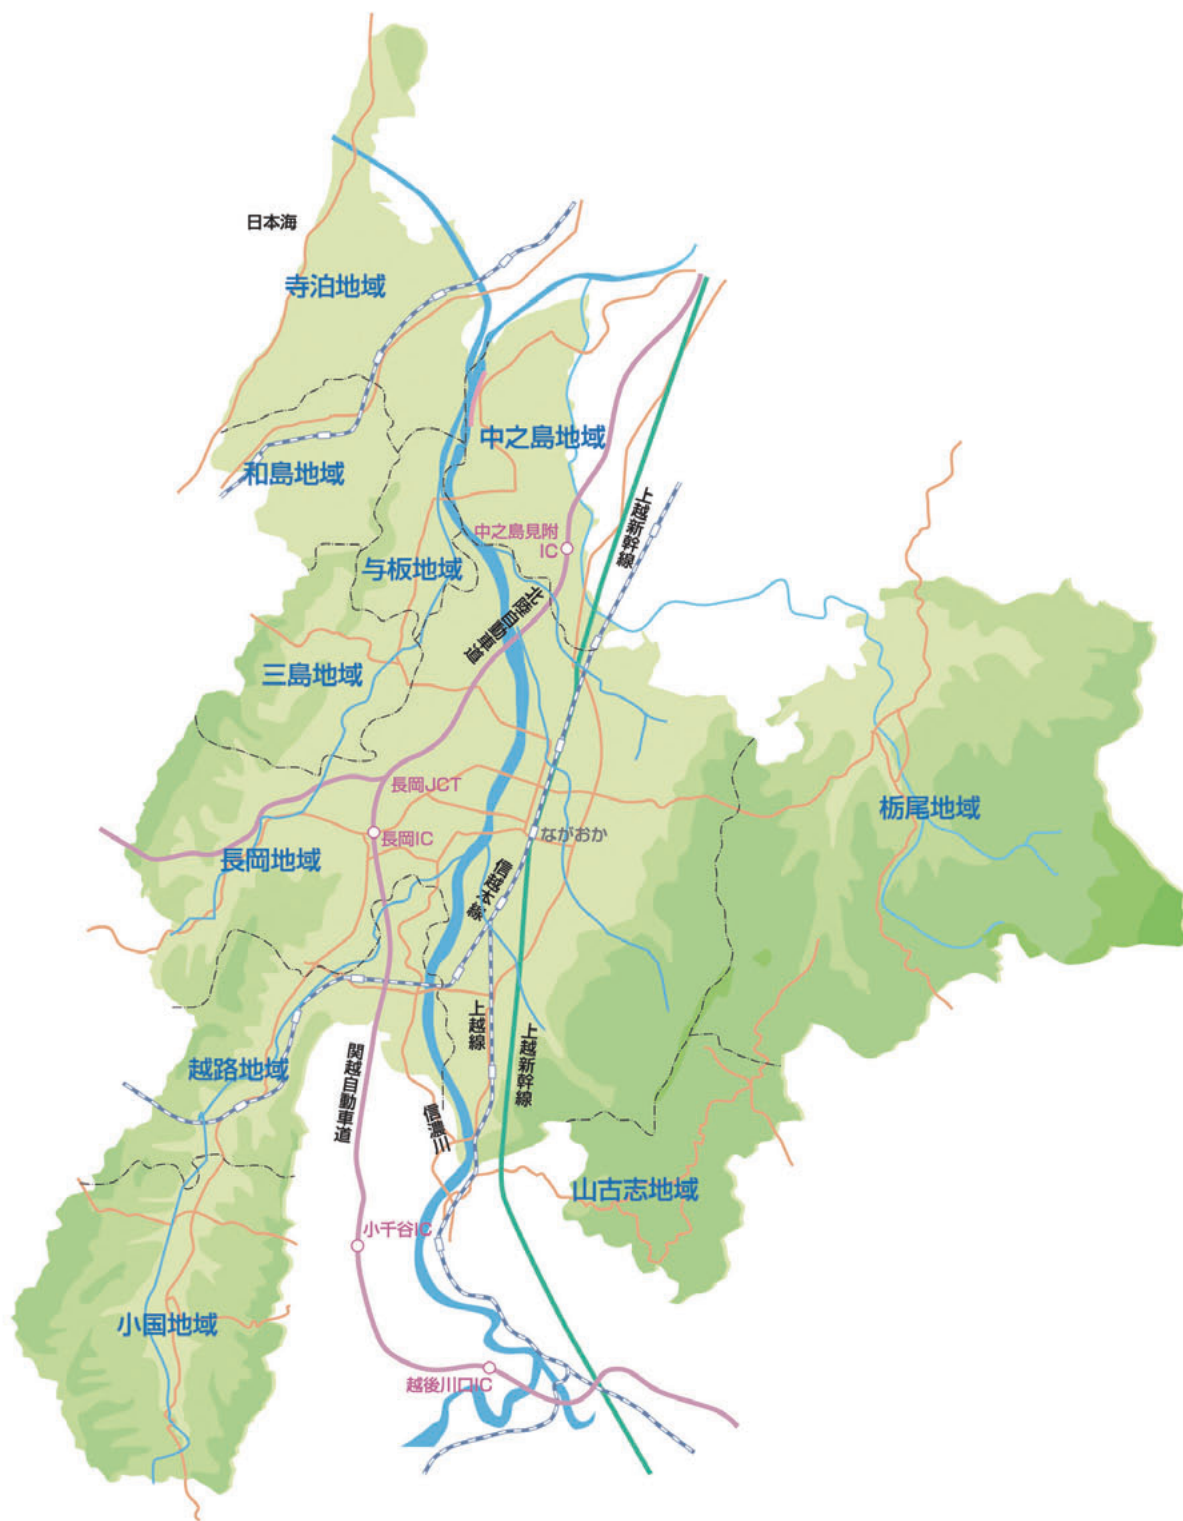 日本海
寺泊地域
中之島地域
和島地域
上越新幹線
中之島見附
IC
与板地域
北陸自動車道
三島地域
長岡JCT
栃尾地域
長岡IC
ながおか
長岡地域
信越本線
上越線
上越新幹線
越路地域
関越自動車道
信濃川
山古志地域
小千谷IC
小国地域
越後川口IC